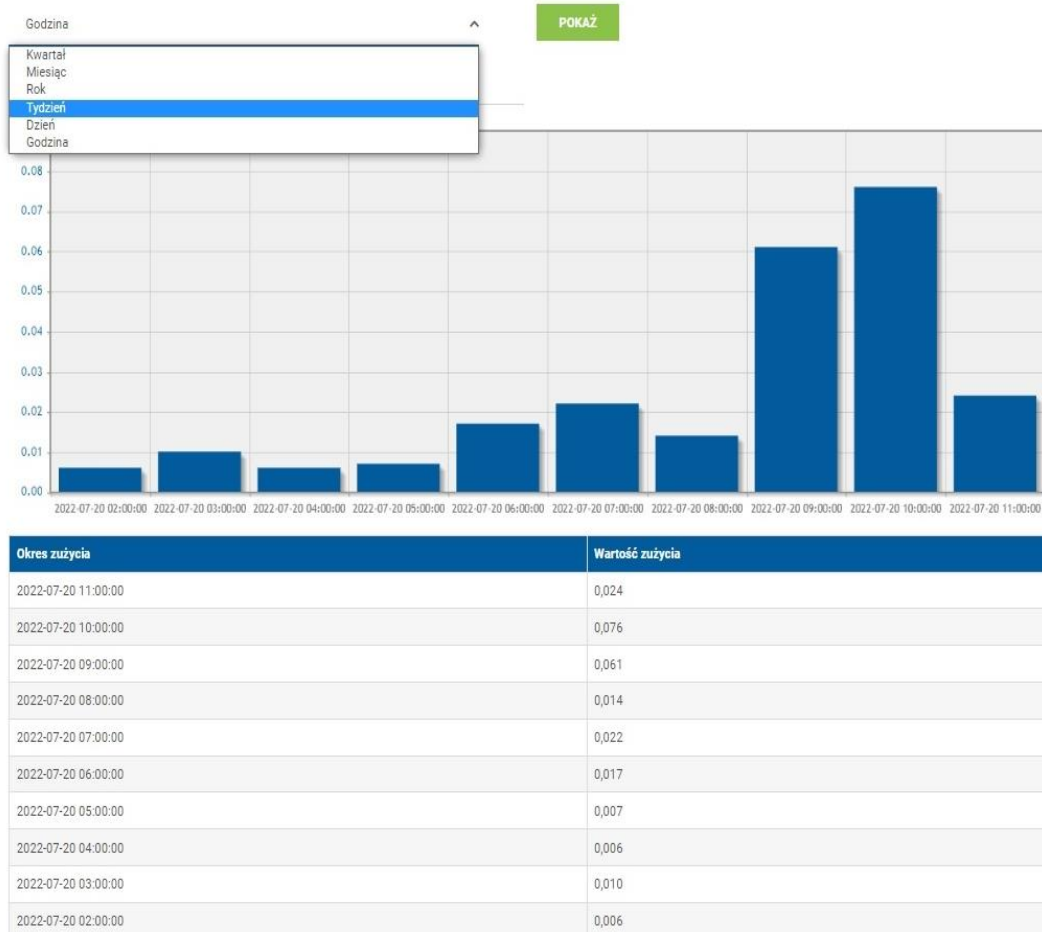 Godzina
POKAŻ
Kwartał
Miesiąc
Rok
Tydzień
Dzień
Godzina
0.08
0.07
0.06
0.05
0.04
0.03
0.02
0.01
0.00
2022-07-20 02:00:00 2022-07-20 03:00:00 2022-07-20 04:00:00 2022-07-20 05:00:00 2022-07-20 06:00:00 2022-07-20 07:00:00 2022-07-20 08:00:00 2022-07-20 09:00:00 2022-07-20 10:00:00 2022-07-20 11:00:00
Okres zużycia Wartość zużycia
2022-07-20 11:00:00 0,024
2022-07-20 10:00:00 0,076
2022-07-20 09:00:00 0,061
2022-07-20 08:00:00 0,014
2022-07-20 07:00:00 0,022
2022-07-20 06:00:00 0,017
2022-07-20 05:00:00 0,007
2022-07-20 04:00:00 0,006
2022-07-20 03:00:00 0,010
2022-07-20 02:00:00 0,006